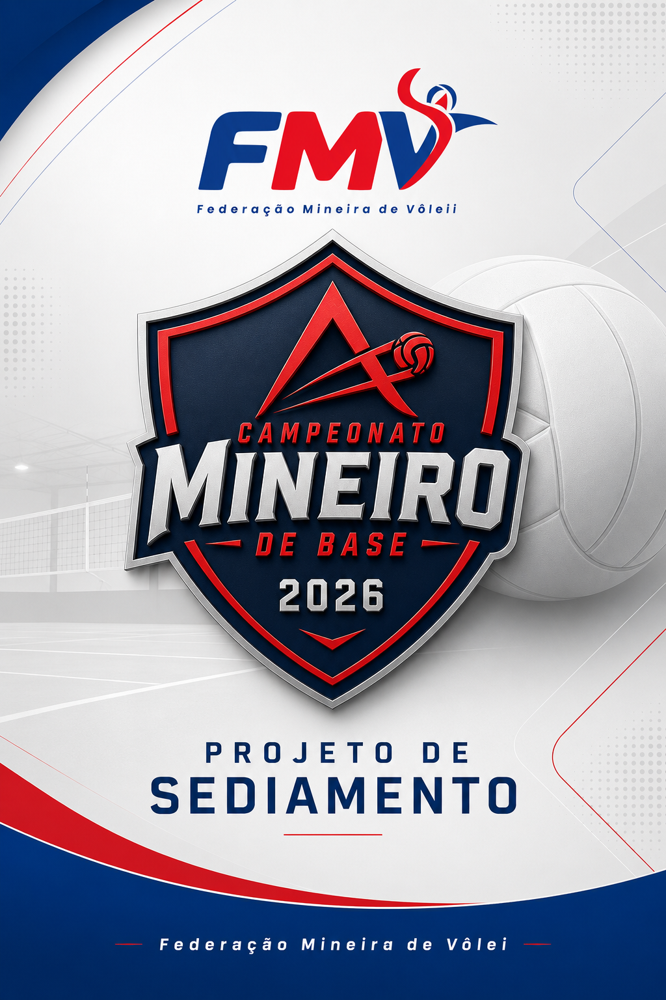 FMV
Federação Mineira de Vôleii
CAMPEONATO
MINEIRO
DE BASE
2026
PROJETO DE
SEDIAMENTO
Federação Mineira de Vôlei